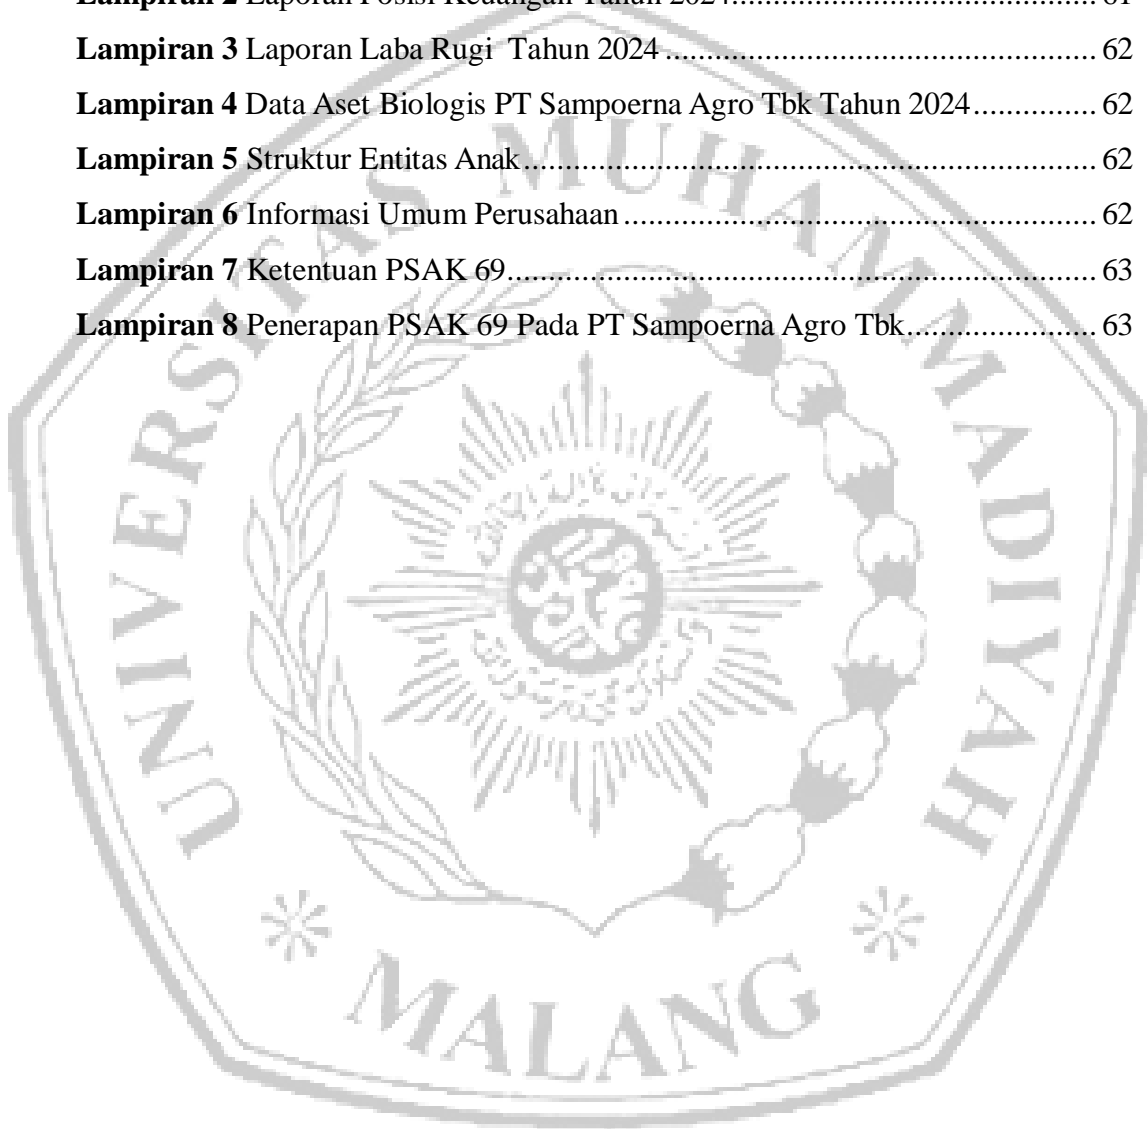 Lampiran 2 Laporan Posisi Keuangan Tahun 2024............................................. 61
Lampiran 3 Laporan Laba Rugi  Tahun 2024 ...................................................... 62
Lampiran 4 Data Aset Biologis PT Sampoerna Agro Tbk Tahun 2024............... 62
Lampiran 5 Struktur Entitas Anak........................................................................ 62
Lampiran 6 Informasi Umum Perusahaan ........................................................... 62
Lampiran 7 Ketentuan PSAK 69.......................................................................... 63
Lampiran 8 Penerapan PSAK 69 Pada PT Sampoerna Agro Tbk........................ 63
UNIVERSITAS MUHAMMADIYAH
MALANG